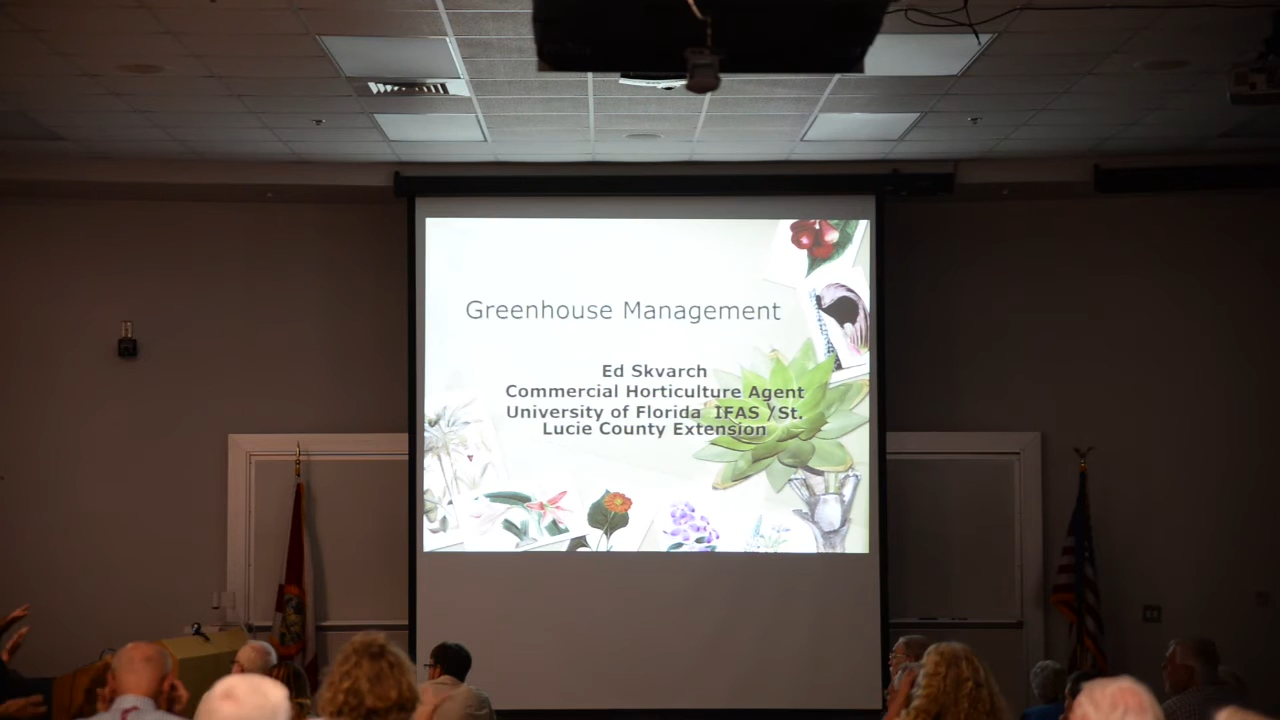 Greenhouse Management
Ed Skvarch
Commercial Horticulture Agent
University of Florida IFAS /St.
Lucie County Extension